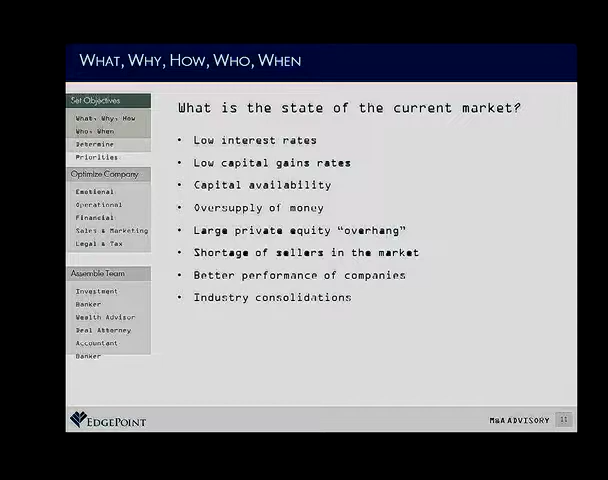 WHAT, WHY, HOW, WHO, WHEN
Set Objectives
What, Why, How
Who, When
Determine
Priorities
Optimize Company
Emotional
Operational
Financial
Sales & Marketing
Legal & Tax
Assemble Team
Investment
Banker
Wealth Advisor
Deal Attorney
Accountant
Banker
What is the state of the current market?
• Low interest rates
• Low capital gains rates
• Capital availability
• Oversupply of money
• Large private equity “overhang”
• Shortage of sellers in the market
• Better performance of companies
• Industry consolidations
EDGEPOINT
M&A ADVISORY 11